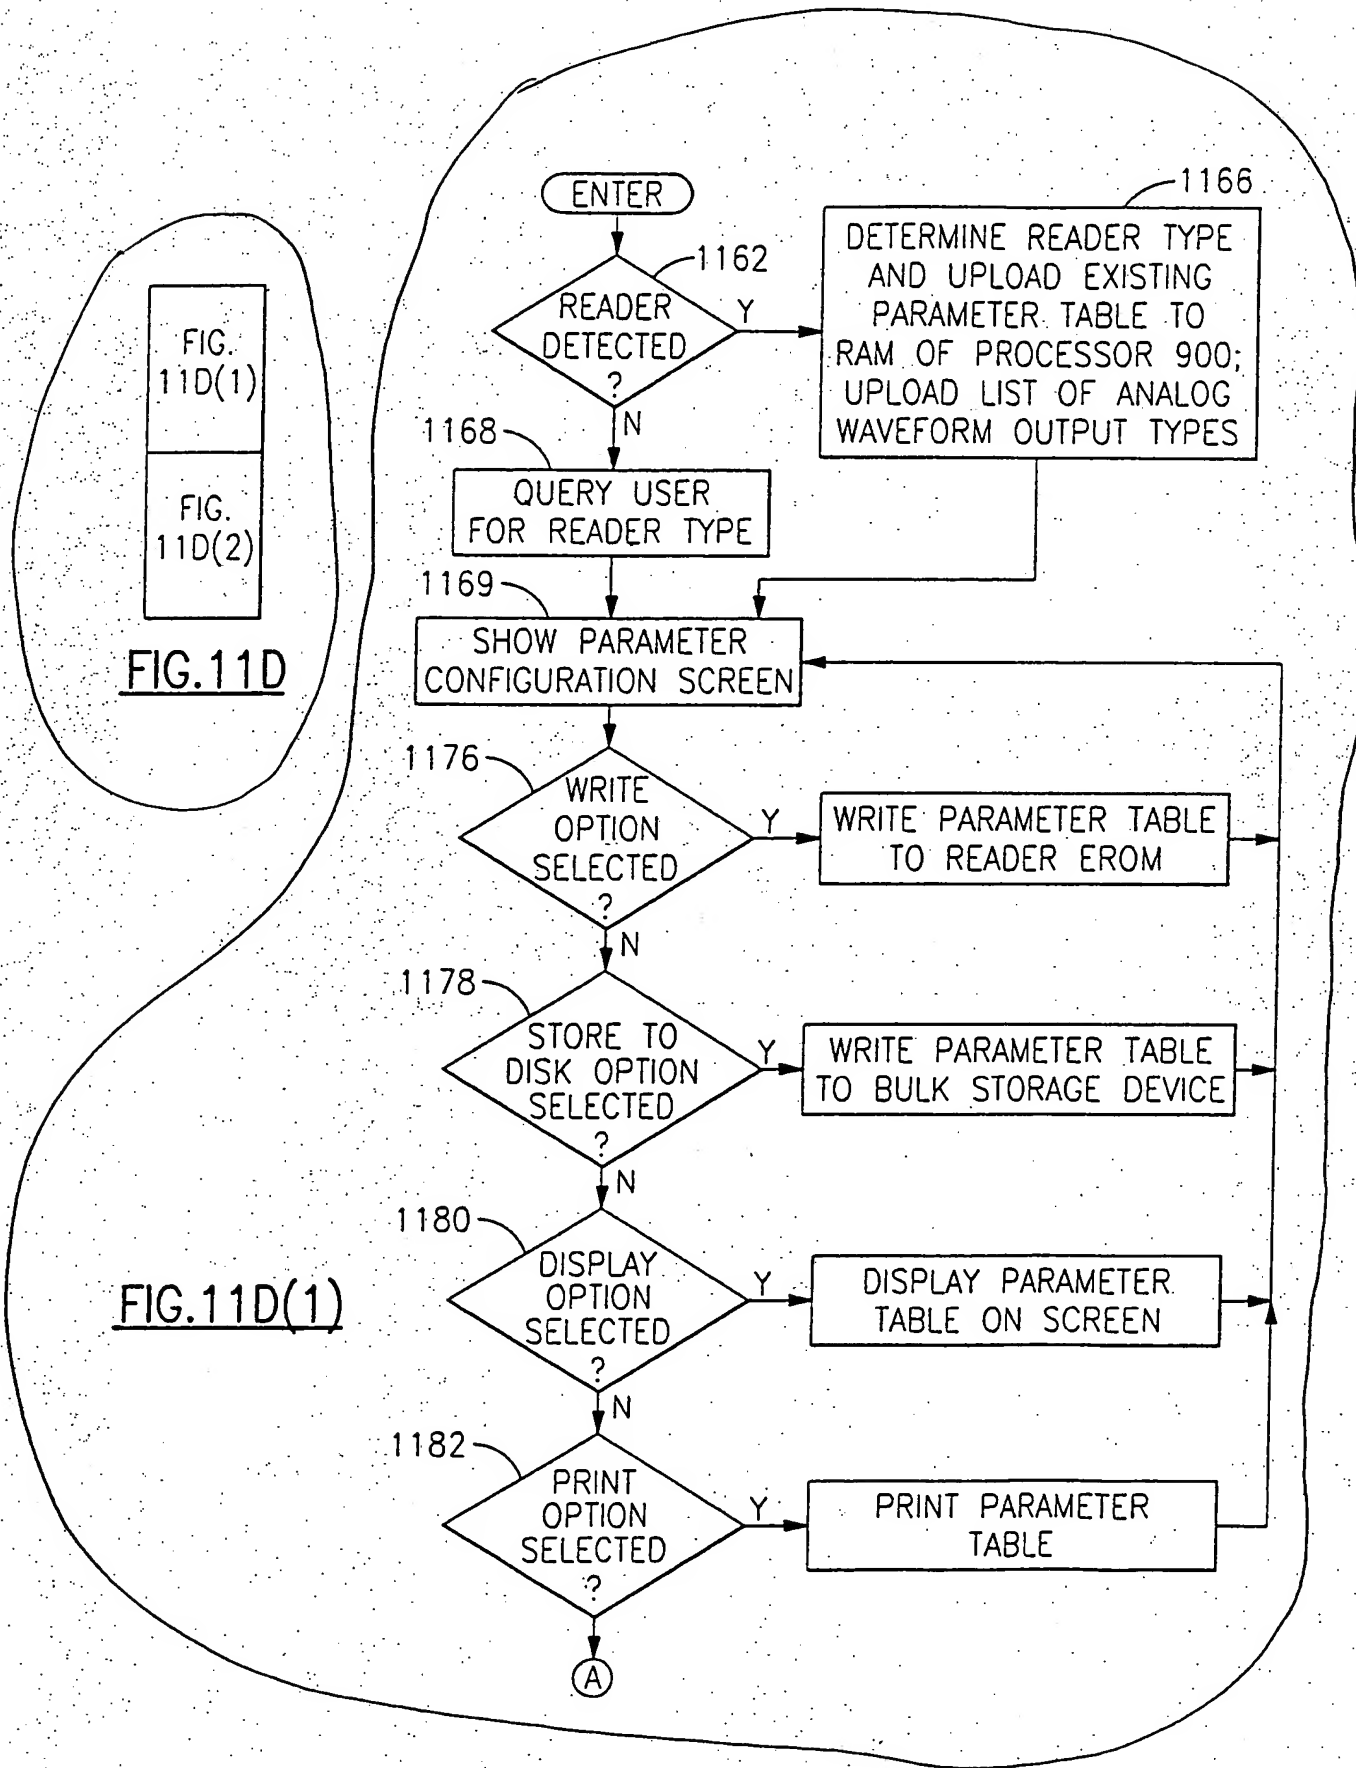 ENTER
1162
1166
READER
DETECTED
?
Y
DETERMINE READER TYPE
AND UPLOAD EXISTING
PARAMETER TABLE TO
RAM OF PROCESSOR 900;
UPLOAD LIST OF ANALOG
WAVEFORM OUTPUT TYPES
N
FIG.
11D(1)
FIG.
11D(2)
FIG.11D
1168
QUERY USER
FOR READER TYPE
1169
SHOW PARAMETER
CONFIGURATION SCREEN
1176
WRITE
OPTION
SELECTED
?
Y
WRITE PARAMETER TABLE
TO READER EROM
N
1178
STORE TO
DISK OPTION
SELECTED
?
Y
WRITE PARAMETER TABLE
TO BULK STORAGE DEVICE
N
1180
DISPLAY
OPTION
SELECTED
?
Y
DISPLAY PARAMETER
TABLE ON SCREEN
N
FIG.11D(1)
1182
PRINT
OPTION
SELECTED
?
Y
PRINT PARAMETER
TABLE
A